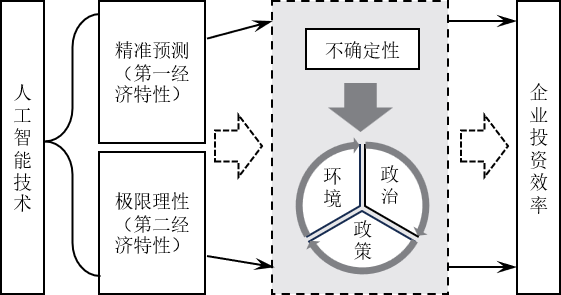 人工智能技术
精准预测
（第一经
济特性）
极限理性
（第二经
济特性）
不确定性
环境
政治
政策
企业投资效率